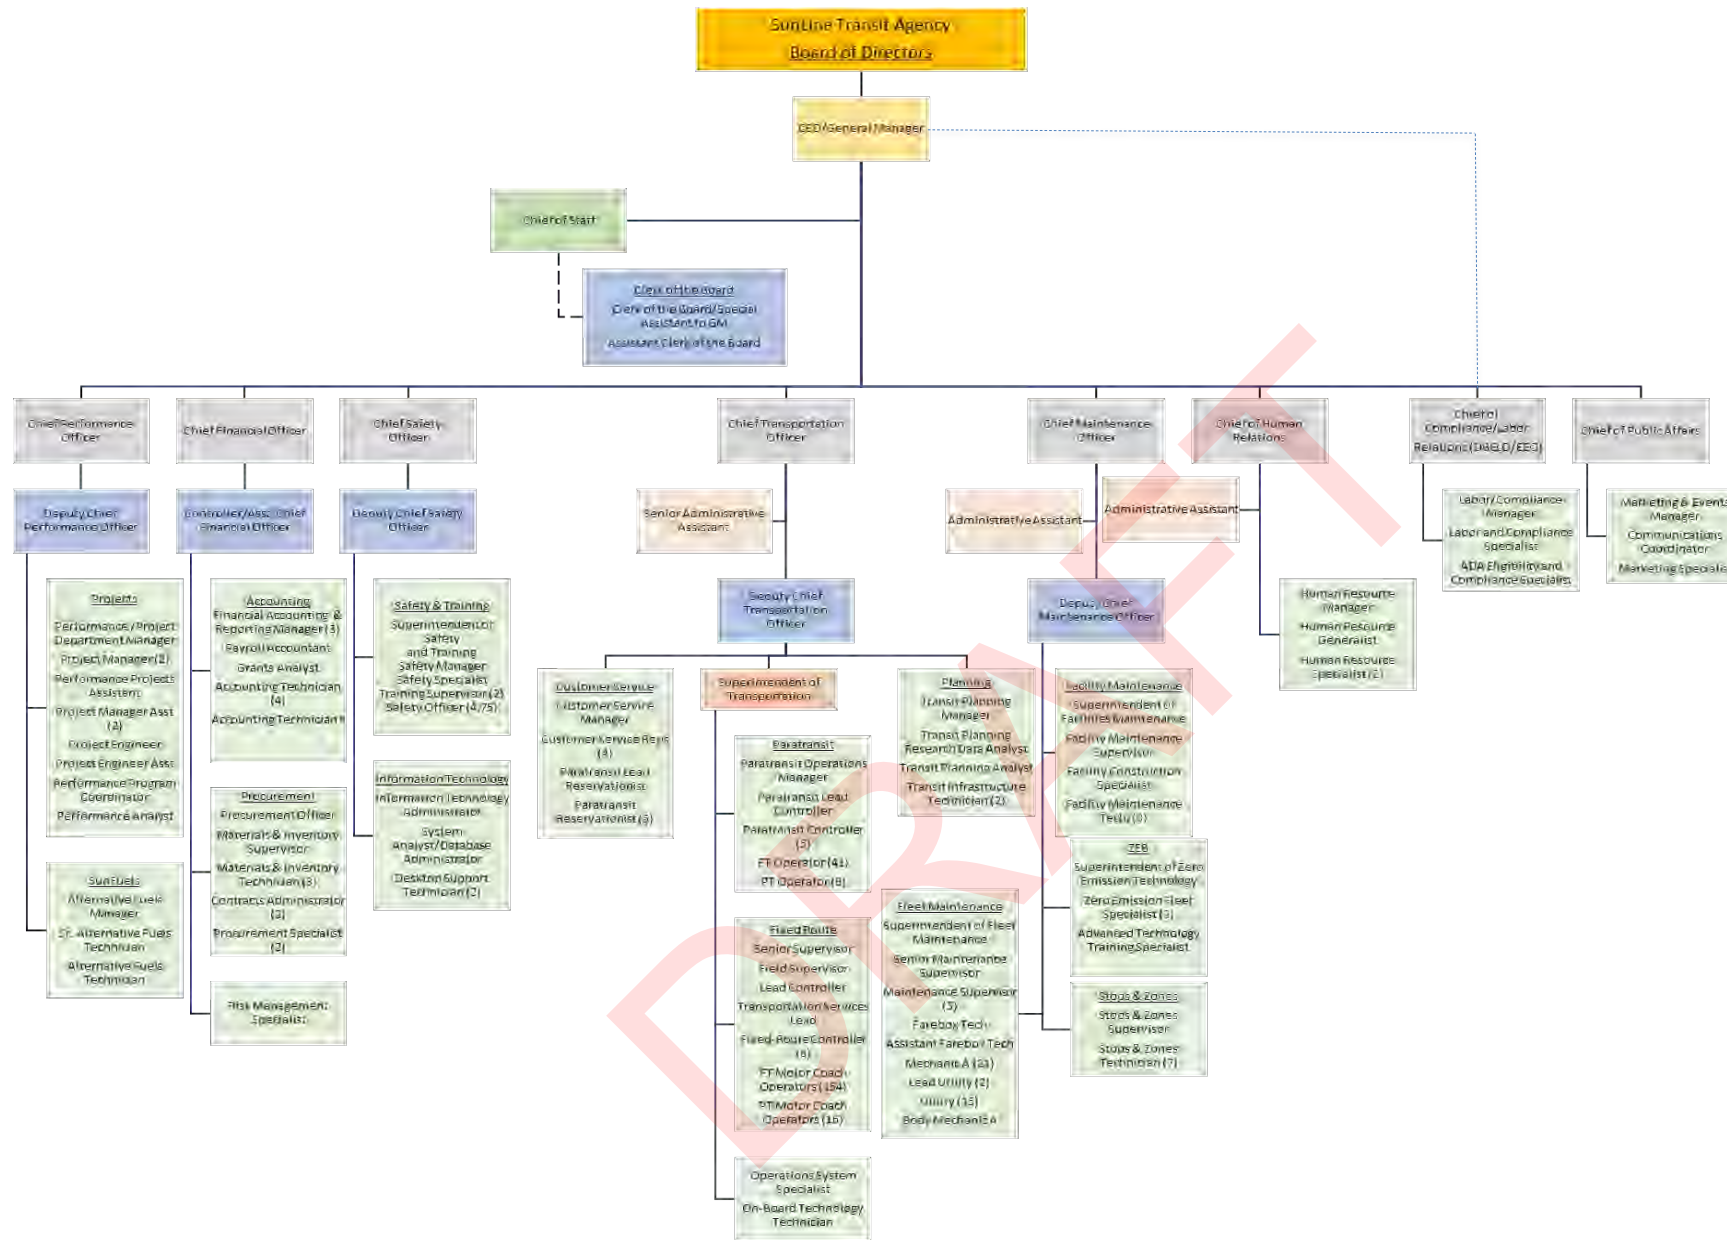 SunLine Transit Agency
Board of Directors
CEO/General Manager
Chief of Staff
Clerk of the Board
Clerk of the Board/Special
Assistant to GM
Assistant Clerk of the Board
Chief Performance
Officer
Chief Financial Officer
Chief Safety
Officer
Chief Transportation
Officer
Chief Maintenance
Officer
Chief of Human
Relations
Chief of
Compliance/Labor
Relations (DBELO/EEO)
Chief of Public Affairs
Deputy Chief
Performance Officer
Controller/Asst. Chief
Financial Officer
Deputy Chief Safety
Officer
Senior Administrative
Assistant
Administrative Assistant
Administrative Assistant
Labor/Compliance
Manager
Labor and Compliance
Specialist
ADA Eligibility and
Compliance Specialist
Marketing & Events
Manager
Communications
Coordinator
Marketing Speciali
Projects
Performance/Project
Department Manager
Project Manager (2)
Performance Projects
Assistant
Project Manager Asst
(2)
Project Engineer
Project Engineer Asst
Performance Program
Coordinator
Performance Analyst
SunFuels
Alternative Fuels
Manager
Sr. Alternative Fuels
Technician
Alternative Fuels
Technician
Accounting
Financial Accounting &
Reporting Manager (3)
Payroll Accountant
Grants Analyst
Accounting Technician
(4)
Accounting Technician II
Procurement
Procurement Officer
Materials & Inventory
Supervisor
Materials & Inventory
Technician (3)
Contracts Administrator
Procurement Specialist
(2)
Risk Management
Specialist
Safety & Training
Superintendent of
Safety
and Training
Safety Manager
Safety Specialist
Training Supervisor (2)
Safety Officer (4.75)
Information Technology
Information Technology
Administrator
System
Analyst/Database
Administrator
Desktop Support
Technician (2)
Deputy Chief
Transportation
Officer
Customer Service
Customer Service
Manager
Customer Service Reps
Paratransit Lead
Reservationist
Paratransit
Reservationist
Superintendent of
Transportation
Paratransit
Paratransit Operations
Manager
Paratransit Lead
Controller
Paratransit Controller
FT Operator (41)
PT Operator
Fixed Route
Senior Supervisor
Field Supervisor
Lead Controller
Transportation Services
Lead
Fixed-Route Controller
FT Motor Coach
Operators (154)
PT Motor Coach
Operators (16)
Operations System
Specialist
On-Board Technology
Technician
Planning
Transit Planning
Manager
Transit Planning
Research Data Analyst
Transit Planning Analyst
Transit Infrastructure
Technician (2)
Deputy Chief
Maintenance Officer
Facility Maintenance
Superintendent of
Facilities Maintenance
Facility Maintenance
Supervisor
Facility Construction
Specialist
Facility Maintenance
ZEB
Superintendent of Zero
Emission Technology
Zero Emission Fleet
Specialist (3)
Advanced Technology
Training Specialist
Stops & Zones
Stops & Zones
Supervisor
Stops & Zones
Technician (7)
Fleet Maintenance
Superintendent of Fleet
Maintenance
Senior Maintenance
Supervisor
Maintenance Supervisor
Farebox Tech
Assistant Farebox Tech
Mechanic A (21)
Lead Utility (2)
Utility (15)
Body Mechanic A
Human Resource
Manager
Human Resource
Generalist
Human Resource
Specialist (2)
DRAFT